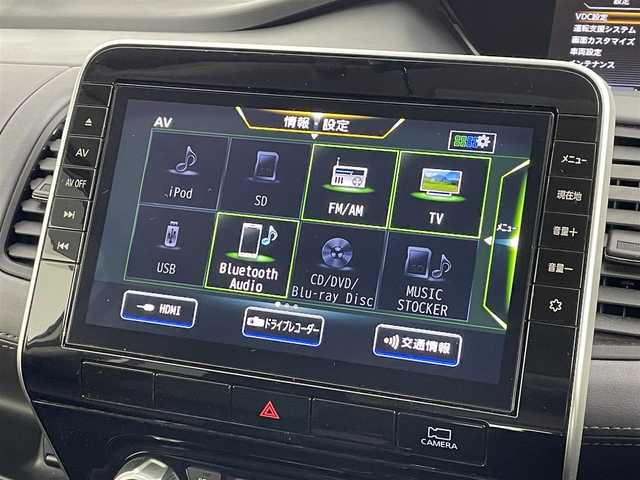 設定
VDC設定
運転支援システム
画面カスタマイズ
車両設定
メンテナンス
AV
情報・設定
AV
AV OFF
iPod
SD
FM/AM
TV
USB
Bluetooth
Audio
CD/DVD/
Blu-ray Disc
MUSIC
STOCKER
メニュー
HDMI
ドライブレコーダー
交通情報
メニュー
現在地
音量＋
音量ー
CAMERA